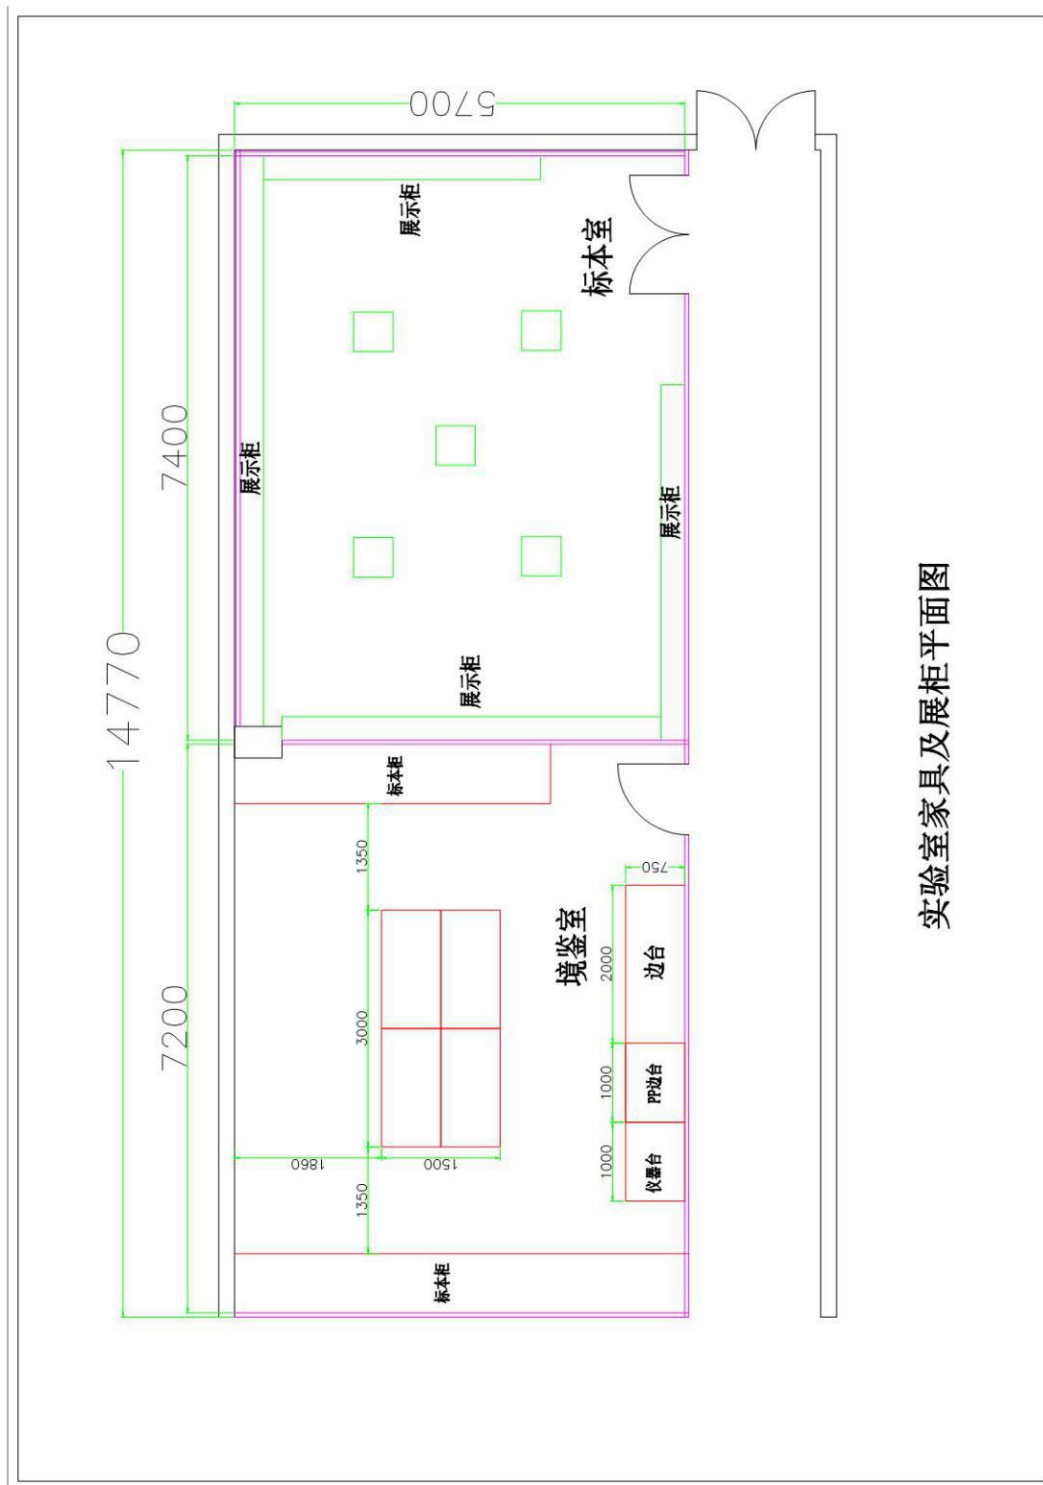 14770
7200
7400
5700
展示柜
展示柜
展示柜
展示柜
标本室
标本柜
标本柜
境鉴室
1350
3000
1350
1860
1500
1000
1000
2000
750
仪器台
PP边台
边台
实验室家具及展柜平面图